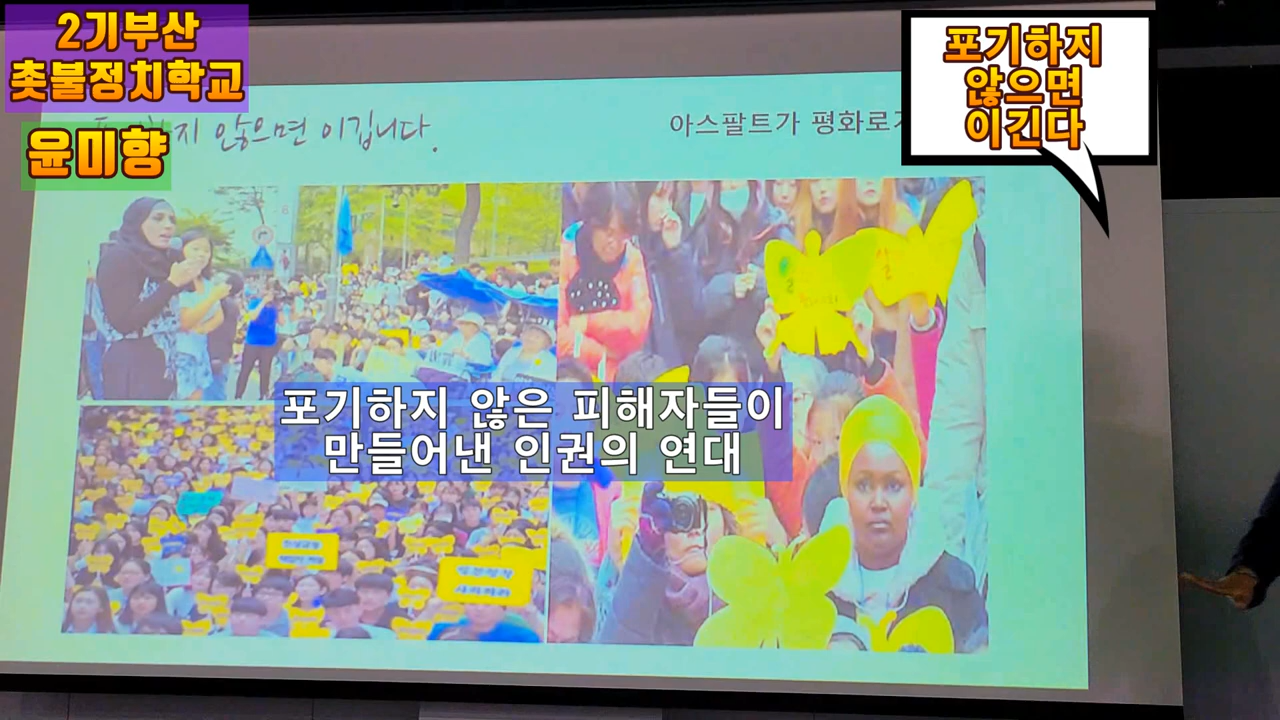 2기부산
촛불정치학교
윤미향
포기하지
않으면
이긴다
않으면 이깁니다.
아스팔트가 평화로
포기하지 않은 피해자들이
만들어낸 인권의 연대